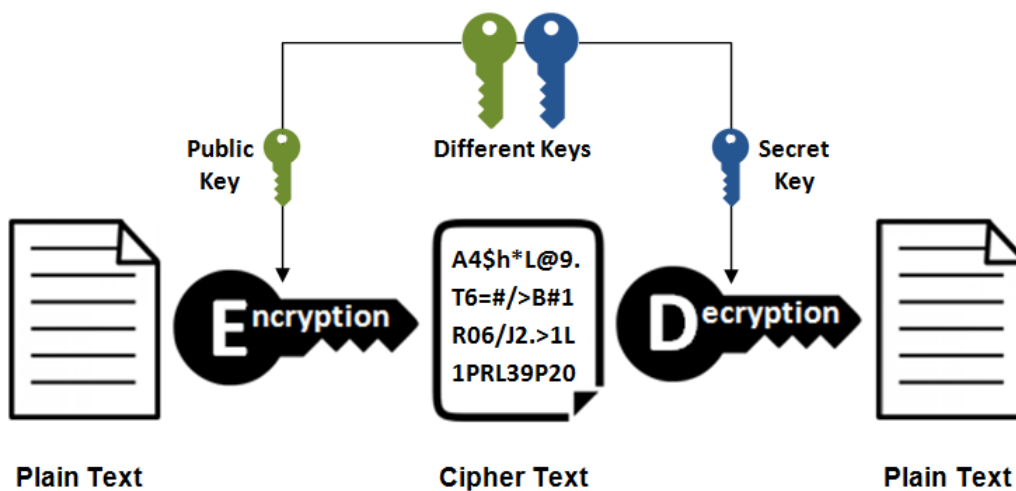 Public
Key
Different Keys
Secret
Key
Encryption
A4$h*L@9.
T6=#/>B#1
R06/J2.>1L
1PRL39P20
Decryption
Plain Text
Cipher Text
Plain Text